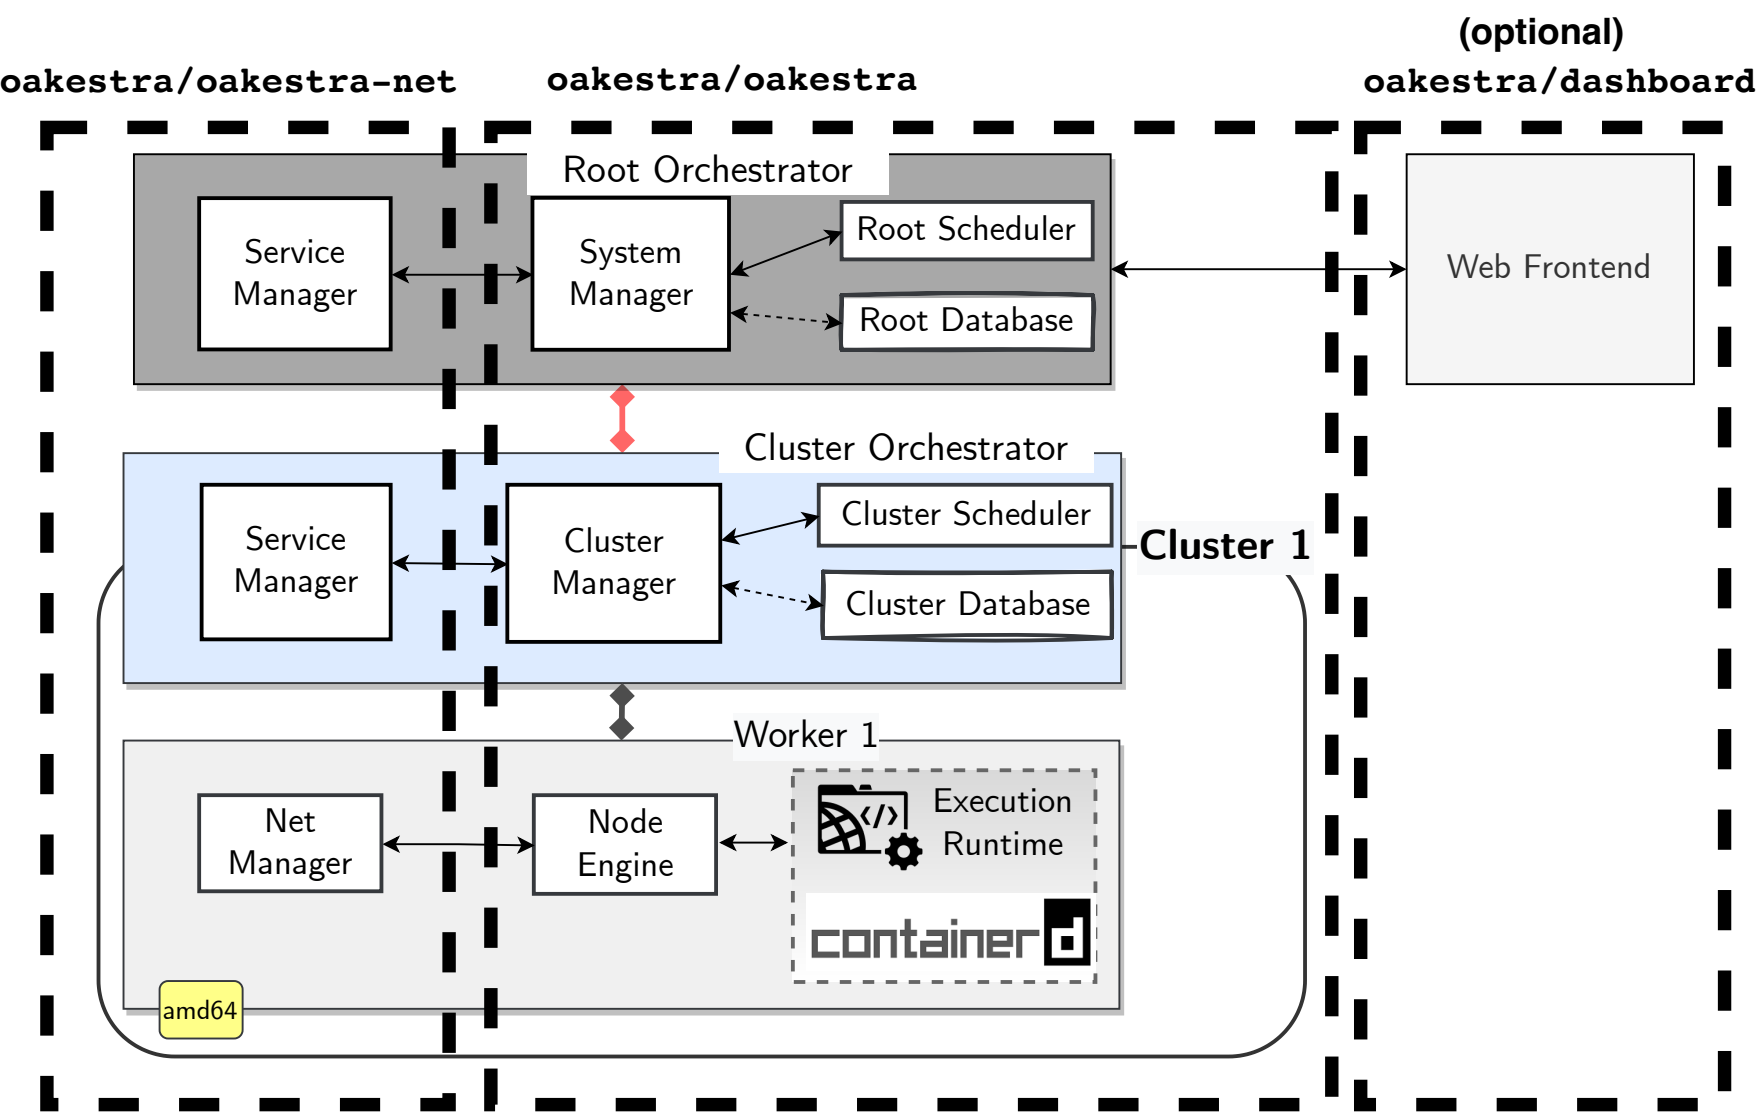 (optional)
oakestra/oakestra-net
oakestra/oakestra
oakestra/dashboard
Root Orchestrator
Service
Manager
System
Manager
Root Scheduler
Root Database
Web Frontend
Cluster Orchestrator
Service
Manager
Cluster
Manager
Cluster Scheduler
Cluster Database
Cluster 1
Worker 1
Net
Manager
Node
Engine
</>
Execution
Runtime
containerd
amd64